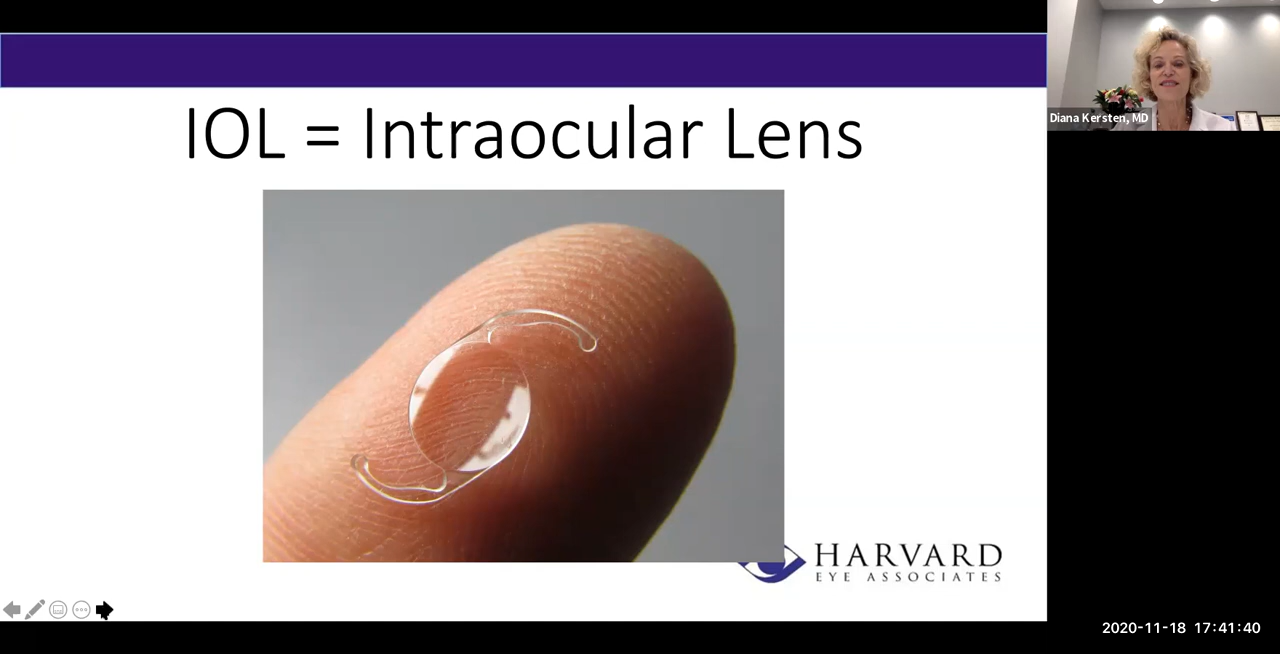 IOL = Intraocular Lens
Diana Kersten, MD
HARVARD
EYE ASSOCIATES
2020-11-18 17:41:40